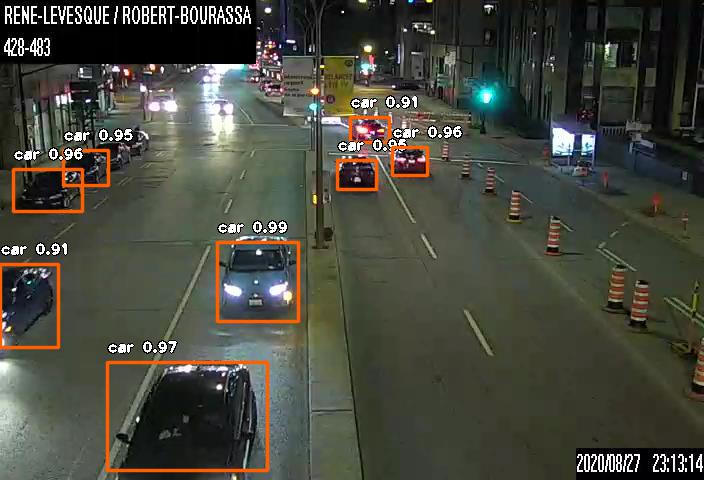 RENE-LEVESQUE / ROBERT-BOURASSA
428-483
car 0.91
car 0.95
car 0.96
car 0.96
car 0.95
car 0.99
car 0.91
car 0.97
2020/08/27 23:13:14